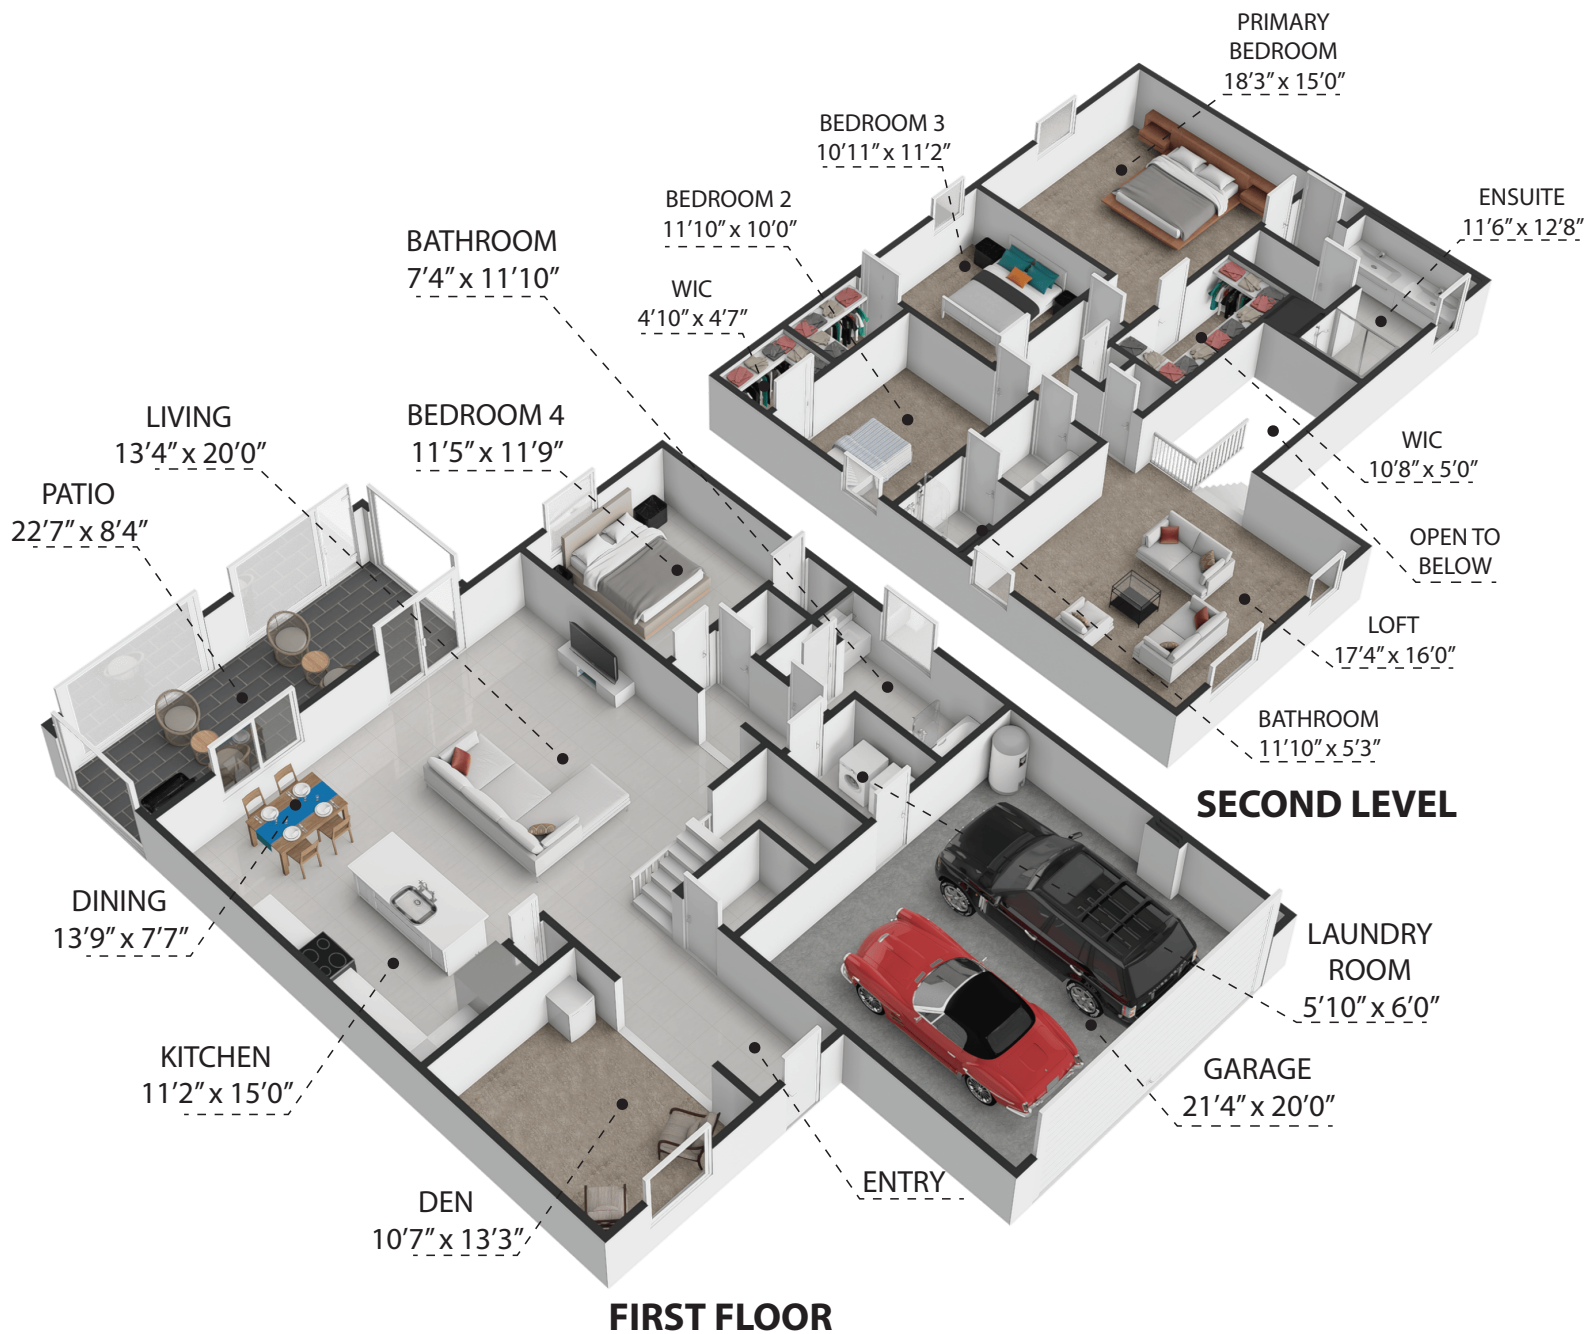 PRIMARY
BEDROOM
18'3" x 15'0"
BEDROOM 3
10'11" x 11'2"
BEDROOM 2
11'10" x 10'0"
ENSUITE
11'6" x 12'8"
BATHROOM
7'4" x 11'10"
WIC
4'10" x 4'7"
LIVING
13'4" x 20'0"
BEDROOM 4
11'5" x 11'9"
PATIO
22'7" x 8'4"
WIC
10'8" x 5'0"
OPEN TO
BELOW
LOFT
17'4" x 16'0"
BATHROOM
11'10" x 5'3"
SECOND LEVEL
DINING
13'9" x 7'7"
LAUNDRY
ROOM
5'10" x 6'0"
KITCHEN
11'2" x 15'0"
GARAGE
21'4" x 20'0"
ENTRY
DEN
10'7" x 13'3"
FIRST FLOOR